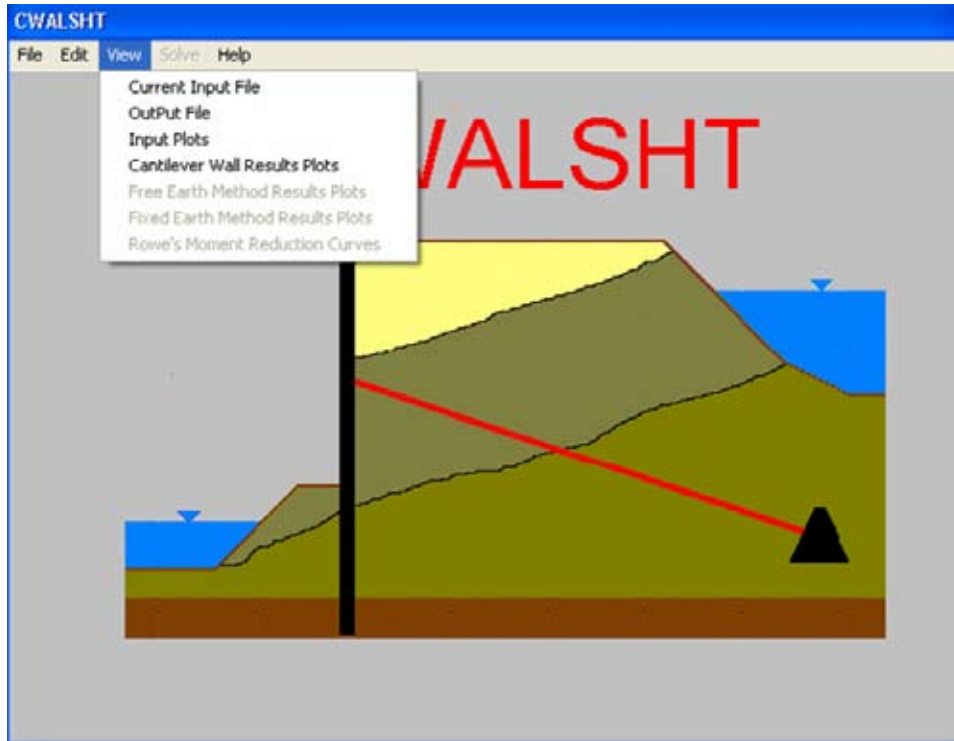 CWALSHT
File Edit View Solve Help
Current Input File
OutPut File
Input Plots
Cantilever Wall Results Plots
Free Earth Method Results Plots
Fixed Earth Method Results Plots
Rowe's Moment Reduction Curves
WALSHT